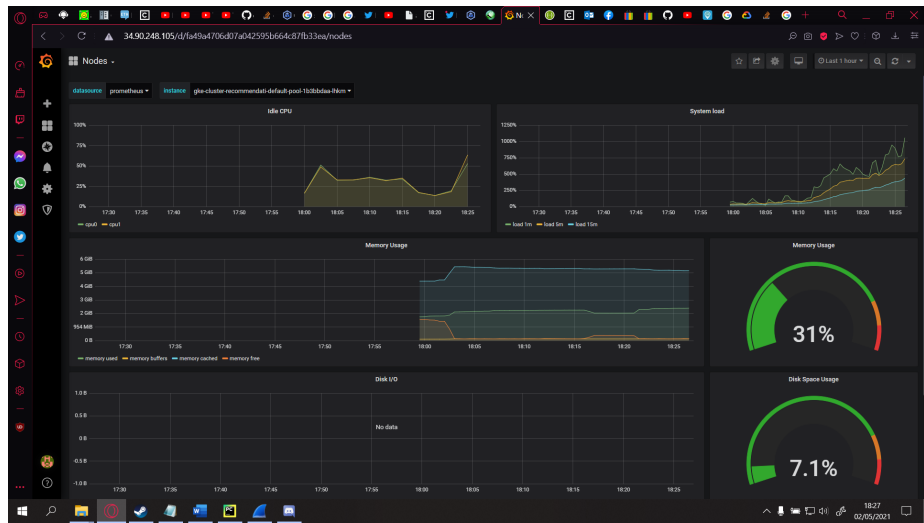 34.90.248.105/d/fa49a4706d07a042595b664c87fb33ea/nodes
Nodes
Last 1 hour
datasource prometheus instance gke-cluster-recommendati-default-pool-1b3bbdaa-lhkm
Idle CPU
100%
75%
50%
25%
0%
17:30 17:35 17:40 17:45 17:50 17:55 18:00 18:05 18:10 18:15 18:20 18:25
cpu0 cpu1
System load
1250%
1000%
750%
500%
250%
0%
17:30 17:35 17:40 17:45 17:50 17:55 18:00 18:05 18:10 18:15 18:20 18:25
load 1m load 5m load 15m
Memory Usage
6 GiB
5 GiB
4 GiB
3 GiB
2 GiB
954 MiB
0 B
17:30 17:35 17:40 17:45 17:50 17:55 18:00 18:05 18:10 18:15 18:20 18:25
memory used memory buffers memory cached memory free
Memory Usage
31%
Disk I/O
1.0 B
0.5 B
0 B
-0.5 B
-1.0 B
No data
17:30 17:35 17:40 17:45 17:50 17:55 18:00 18:05 18:10 18:15 18:20 18:25
Disk Space Usage
7.1%
18:27
02/05/2021